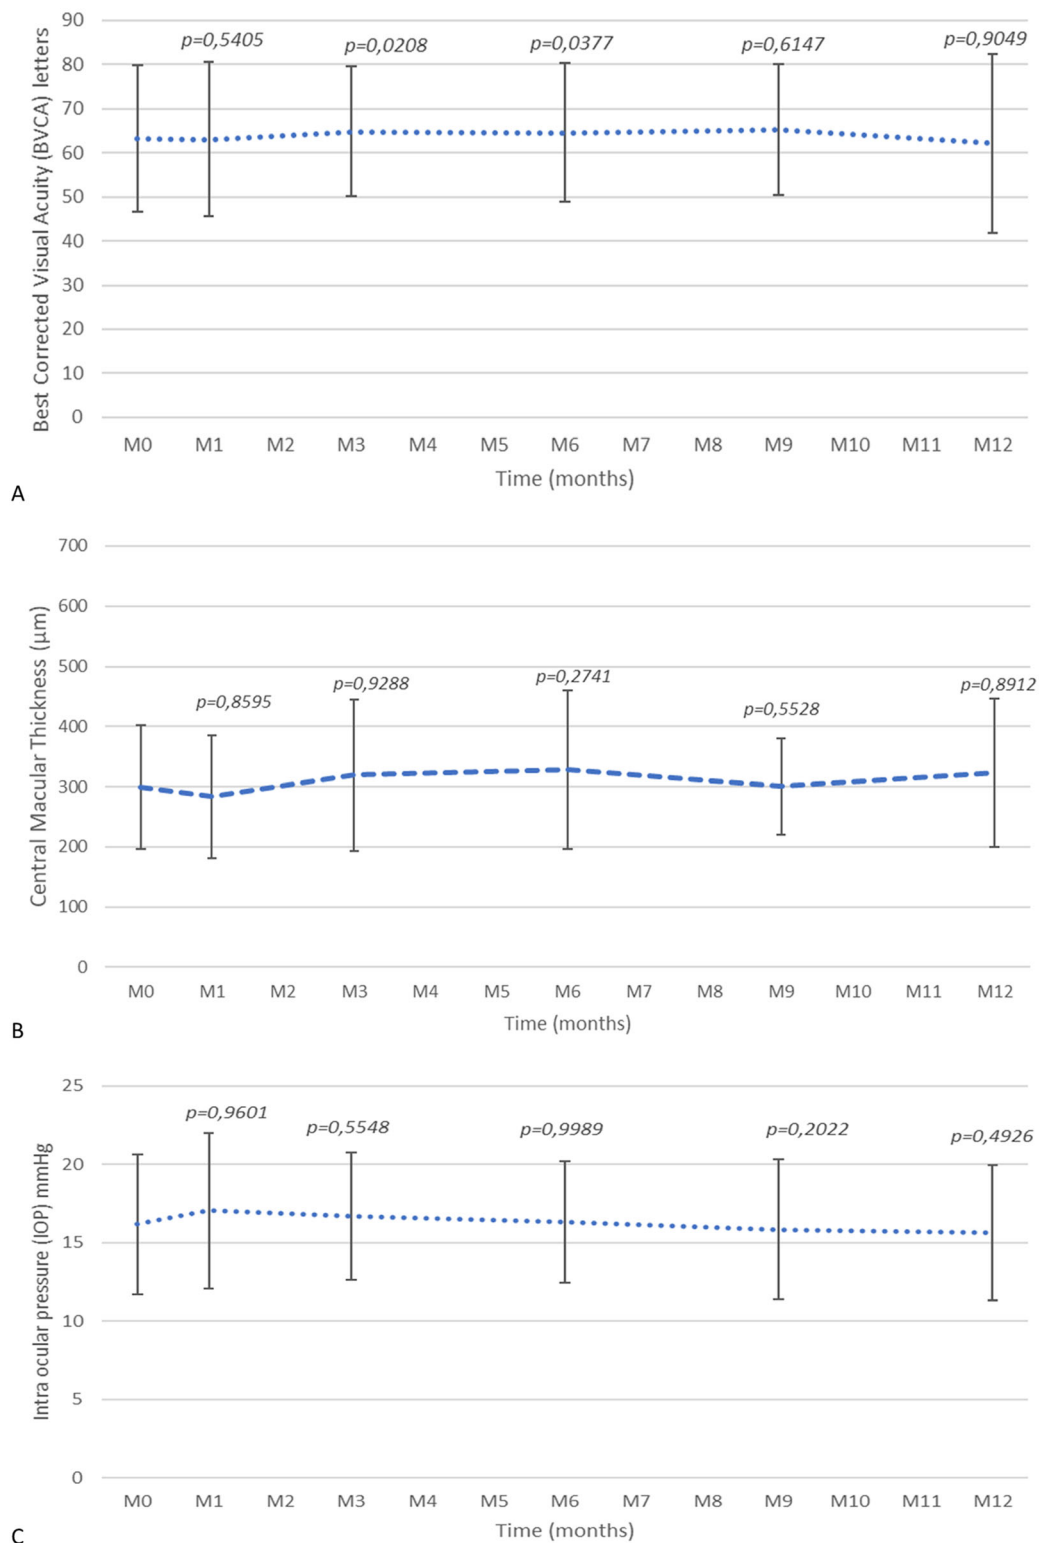 Best Corrected Visual Acuity (BVCA) letters
90
80
70
60
50
40
30
20
10
0
p=0,5405
p=0,0208
p=0,0377
p=0,6147
p=0,9049
M0 M1 M2 M3 M4 M5 M6 M7 M8 M9 M10 M11 M12
Time (months)
A
Central Macular Thickness (μm)
700
600
500
400
300
200
100
0
p=0,8595
p=0,9288
p=0,2741
p=0,5528
p=0,8912
M0 M1 M2 M3 M4 M5 M6 M7 M8 M9 M10 M11 M12
Time (months)
B
Intra ocular pressure (IOP) mmHg
25
20
15
10
5
0
p=0,9601
p=0,5548
p=0,9989
p=0,2022
p=0,4926
M0 M1 M2 M3 M4 M5 M6 M7 M8 M9 M10 M11 M12
Time (months)
C